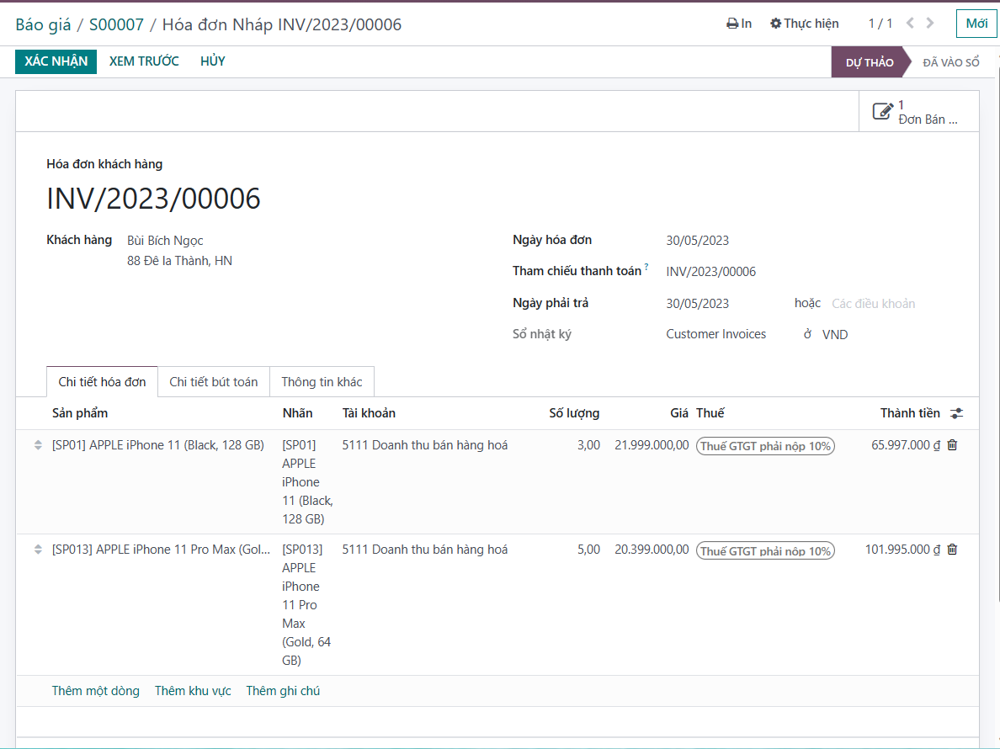 Báo giá / S00007 / Hóa đơn Nháp INV/2023/00006
In Thực hiện 1 / 1 Mới
XÁC NHẬN XEM TRƯỚC HỦY
DỰ THẢO ĐÃ VÀO SỔ
1
Đơn Bán ...
Hóa đơn khách hàng
INV/2023/00006
Khách hàng Bùi Bích Ngọc
88 Đê la Thành, HN
Ngày hóa đơn 30/05/2023
Tham chiếu thanh toán ? INV/2023/00006
Ngày phải trả 30/05/2023 hoặc Các điều khoản
Sổ nhật ký Customer Invoices ở VND
Chi tiết hóa đơn Chi tiết bút toán Thông tin khác
Sản phẩm Nhãn Tài khoản Số lượng Giá Thuế Thành tiền
[SP01] APPLE iPhone 11 (Black, 128 GB) [SP01] 5111 Doanh thu bán hàng hoá 3,00 21.999.000,00 Thuế GTGT phải nộp 10% 65.997.000 ₫
APPLE
iPhone
11 (Black,
128 GB)
[SP013] APPLE iPhone 11 Pro Max (Gol... [SP013] 5111 Doanh thu bán hàng hoá 5,00 20.399.000,00 Thuế GTGT phải nộp 10% 101.995.000 ₫
APPLE
iPhone
11 Pro
Max
(Gold, 64
GB)
Thêm một dòng Thêm khu vực Thêm ghi chú